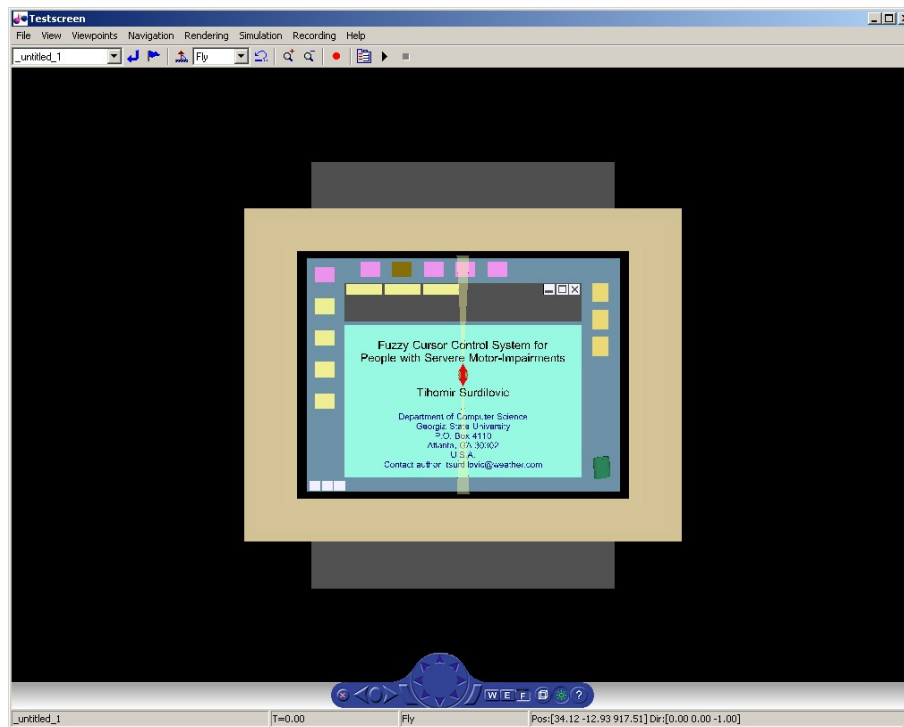 Testscreen
File View Viewpoints Navigation Rendering Simulation Recording Help
_untitled_1 Fly
Fuzzy Cursor Control System for
People with Servere Motor-Impairments
Tihomir Surdilovic
Department of Computer Science
Georgia State University
P.O. Box 4110
Atlanta, GA 30302
U.S.A.
Contact author: tsurdilovic@weather.com
W E F ?
_untitled_1 T=0.00 Fly Pos:[34.12 -12.93 917.51] Dir:[0.00 0.00 -1.00]